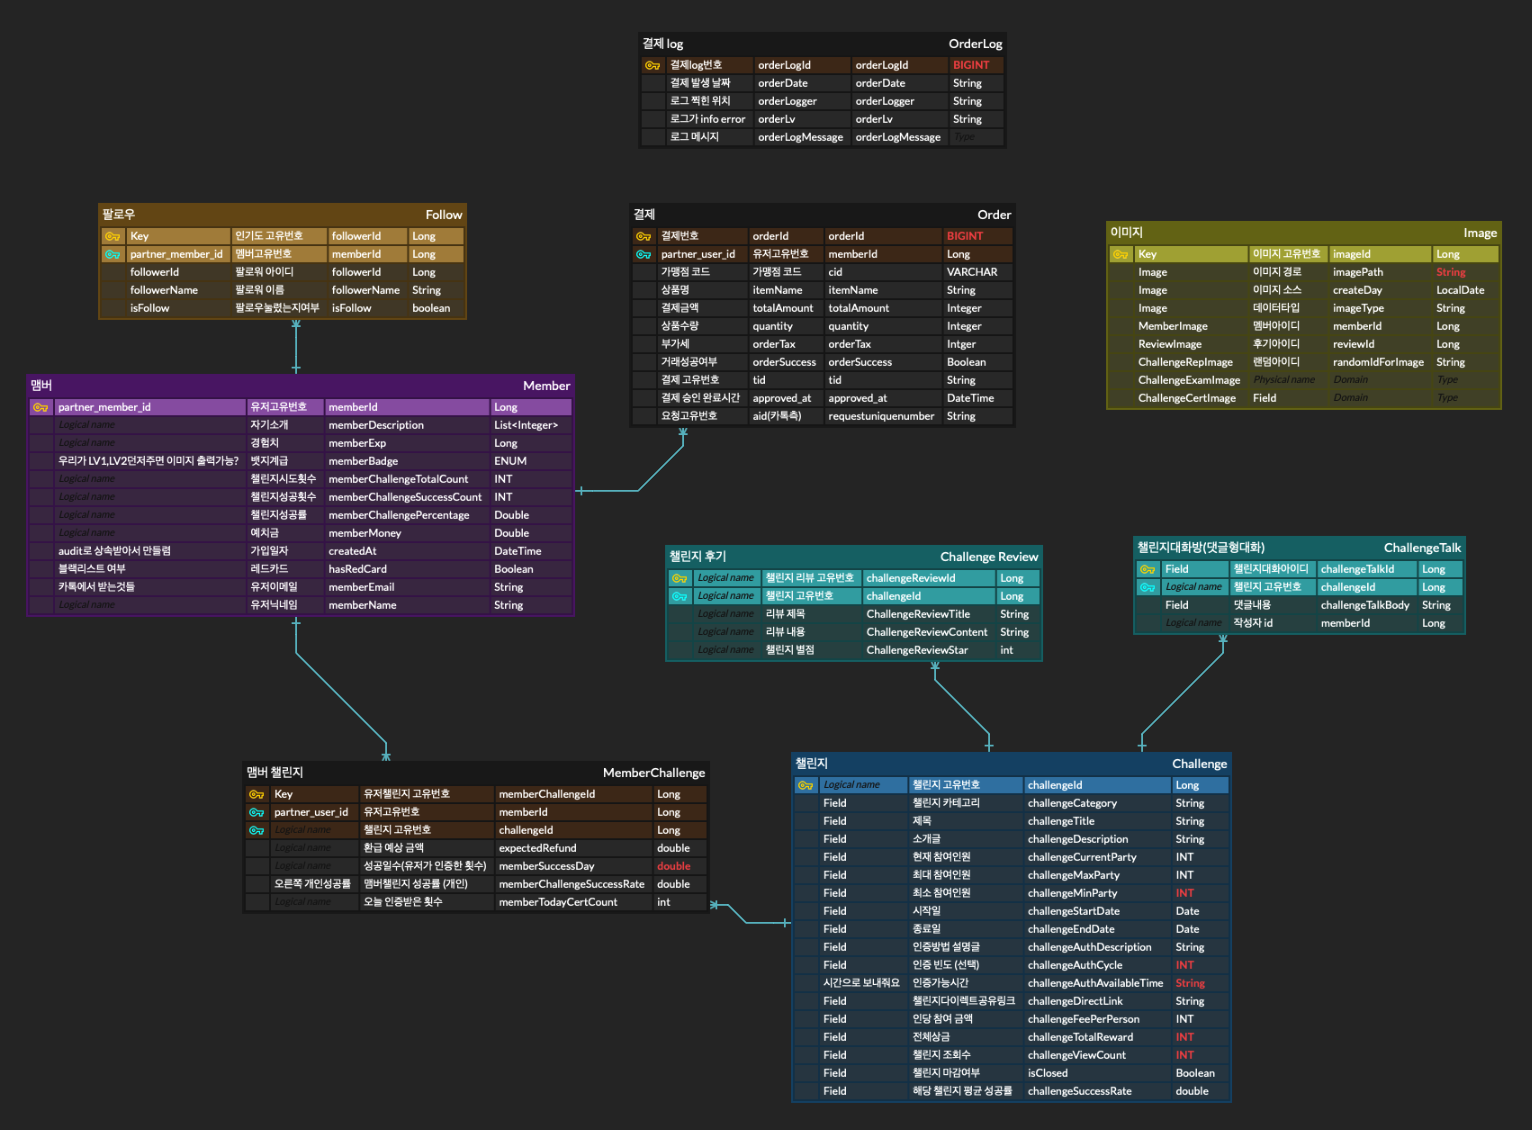 결제 log OrderLog
결제log번호 orderLogId orderLogId BIGINT
결제 발생 날짜 orderDate orderDate String
로그 찍힌 위치 orderLogger orderLogger String
로그가 info error orderLv orderLv String
로그 메시지 orderLogMessage orderLogMessage Type
팔로우 Follow
Key 인기도 고유번호 followerId Long
partner_member_id 멤버고유번호 memberId Long
followerId 팔로워 아이디 followerId Long
followerName 팔로워 이름 followerName String
isFollow 팔로우눌렀는지여부 isFollow boolean
결제 Order
결제번호 orderId orderId BIGINT
partner_user_id 유저고유번호 memberId Long
가맹점 코드 가맹점 코드 cid VARCHAR
상품명 itemName itemName String
결제금액 totalAmount totalAmount Integer
상품수량 quantity quantity Integer
부가세 orderTax orderTax Intger
거래성공여부 orderSuccess orderSuccess Boolean
결제 고유번호 tid tid String
결제 승인 완료시간 approved_at approved_at DateTime
요청고유번호 aid(카톡측) requestuniquenumber String
이미지 Image
Key 이미지 고유번호 imageId Long
Image 이미지 경로 imagePath String
Image 이미지 소스 createDay LocalDate
Image 데이터타입 imageType String
MemberImage 멤버아이디 memberId Long
ReviewImage 후기아이디 reviewId Long
ChallengeRepImage 랜덤아이디 randomIdForImage String
ChallengeExamImage Physical name Domain Type
ChallengeCertImage Field Domain Type
맴버 Member
partner_member_id 유저고유번호 memberId Long
Logical name 자기소개 memberDescription List<Integer>
Logical name 경험치 memberExp Long
우리가 LV1,LV2던저주면 이미지 출력가능? 뱃지계급 memberBadge ENUM
Logical name 챌린지시도횟수 memberChallengeTotalCount INT
Logical name 챌린지성공횟수 memberChallengeSuccessCount INT
Logical name 챌린지성공률 memberChallengePercentage Double
Logical name 예치금 memberMoney Double
audit로 상속받아서 만들렴 가입일자 createdAt DateTime
블랙리스트 여부 레드카드 hasRedCard Boolean
카톡에서 받는것들 유저이메일 memberEmail String
Logical name 유저닉네임 memberName String
챌린지 후기 Challenge Review
Logical name 챌린지 리뷰 고유번호 challengeReviewId Long
Logical name 챌린지 고유번호 challengeId Long
Logical name 리뷰 제목 ChallengeReviewTitle String
Logical name 리뷰 내용 ChallengeReviewContent String
Logical name 챌린지 별점 ChallengeReviewStar int
챌린지대화방(댓글형대화) ChallengeTalk
Field 챌린지대화아이디 challengeTalkId Long
Logical name 챌린지 고유번호 challengeId Long
Field 댓글내용 challengeTalkBody String
Logical name 작성자 id memberId Long
맴버 챌린지 MemberChallenge
Key 유저챌린지 고유번호 memberChallengeId Long
partner_user_id 유저고유번호 memberId Long
Logical name 챌린지 고유번호 challengeId Long
Logical name 환급 예상 금액 expectedRefund double
Logical name 성공일수(유저가 인증한 횟수) memberSuccessDay double
오른쪽 개인성공률 맴버챌린지 성공률 (개인) memberChallengeSuccessRate double
Logical name 오늘 인증받은 횟수 memberTodayCertCount int
챌린지 Challenge
Logical name 챌린지 고유번호 challengeId Long
Field 챌린지 카테고리 challengeCategory String
Field 제목 challengeTitle String
Field 소개글 challengeDescription String
Field 현재 참여인원 challengeCurrentParty INT
Field 최대 참여인원 challengeMaxParty INT
Field 최소 참여인원 challengeMinParty INT
Field 시작일 challengeStartDate Date
Field 종료일 challengeEndDate Date
Field 인증방법 설명글 challengeAuthDescription String
Field 인증 빈도 (선택) challengeAuthCycle INT
시간으로 보내줘요 인증가능시간 challengeAuthAvailableTime String
Field 챌린지다이렉트공유링크 challengeDirectLink String
Field 인당 참여 금액 challengeFeePerPerson INT
Field 전체상금 challengeTotalReward INT
Field 챌린지 조회수 challengeViewCount INT
Field 챌린지 마감여부 isClosed Boolean
Field 해당 챌린지 평균 성공률 challengeSuccessRate double